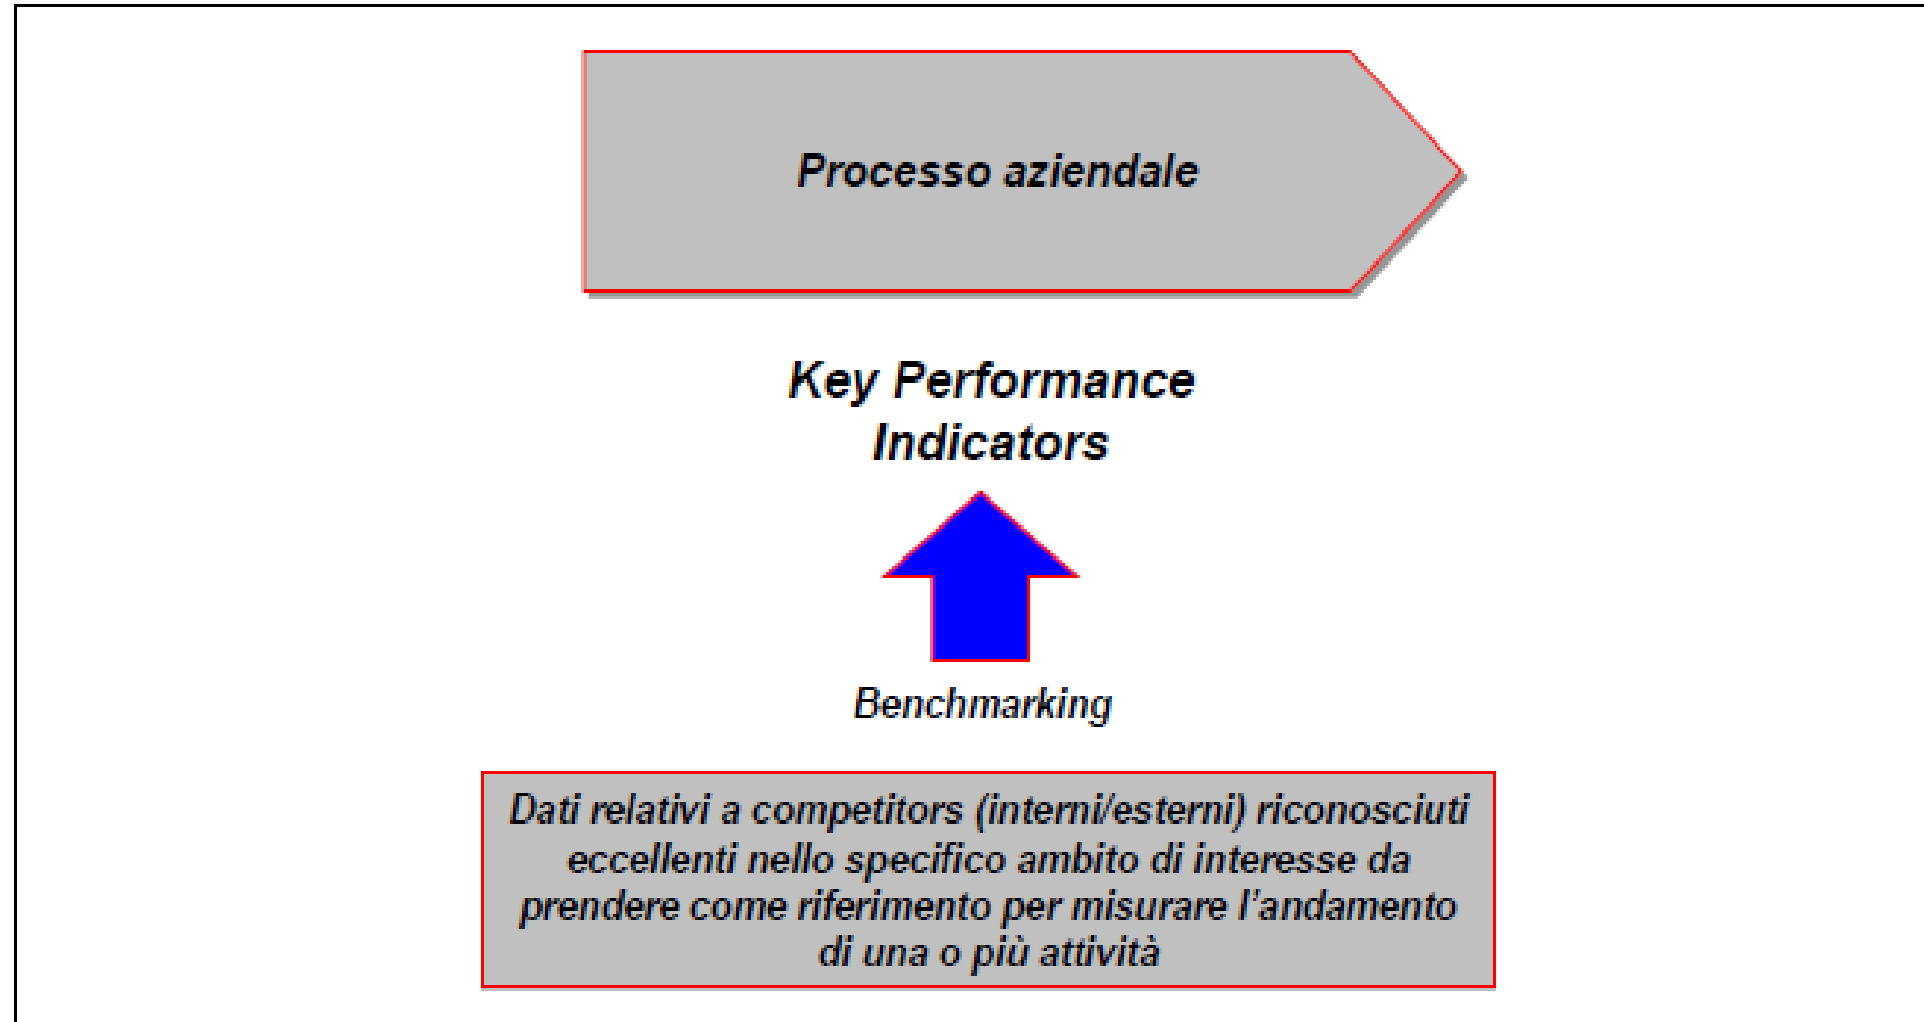 Processo aziendale
Key Performance
Indicators
Benchmarking
Dati relativi a competitors (interni/esterni) riconosciuti
eccellenti nello specifico ambito di interesse da
prendere come riferimento per misurare l'andamento
di una o più attività